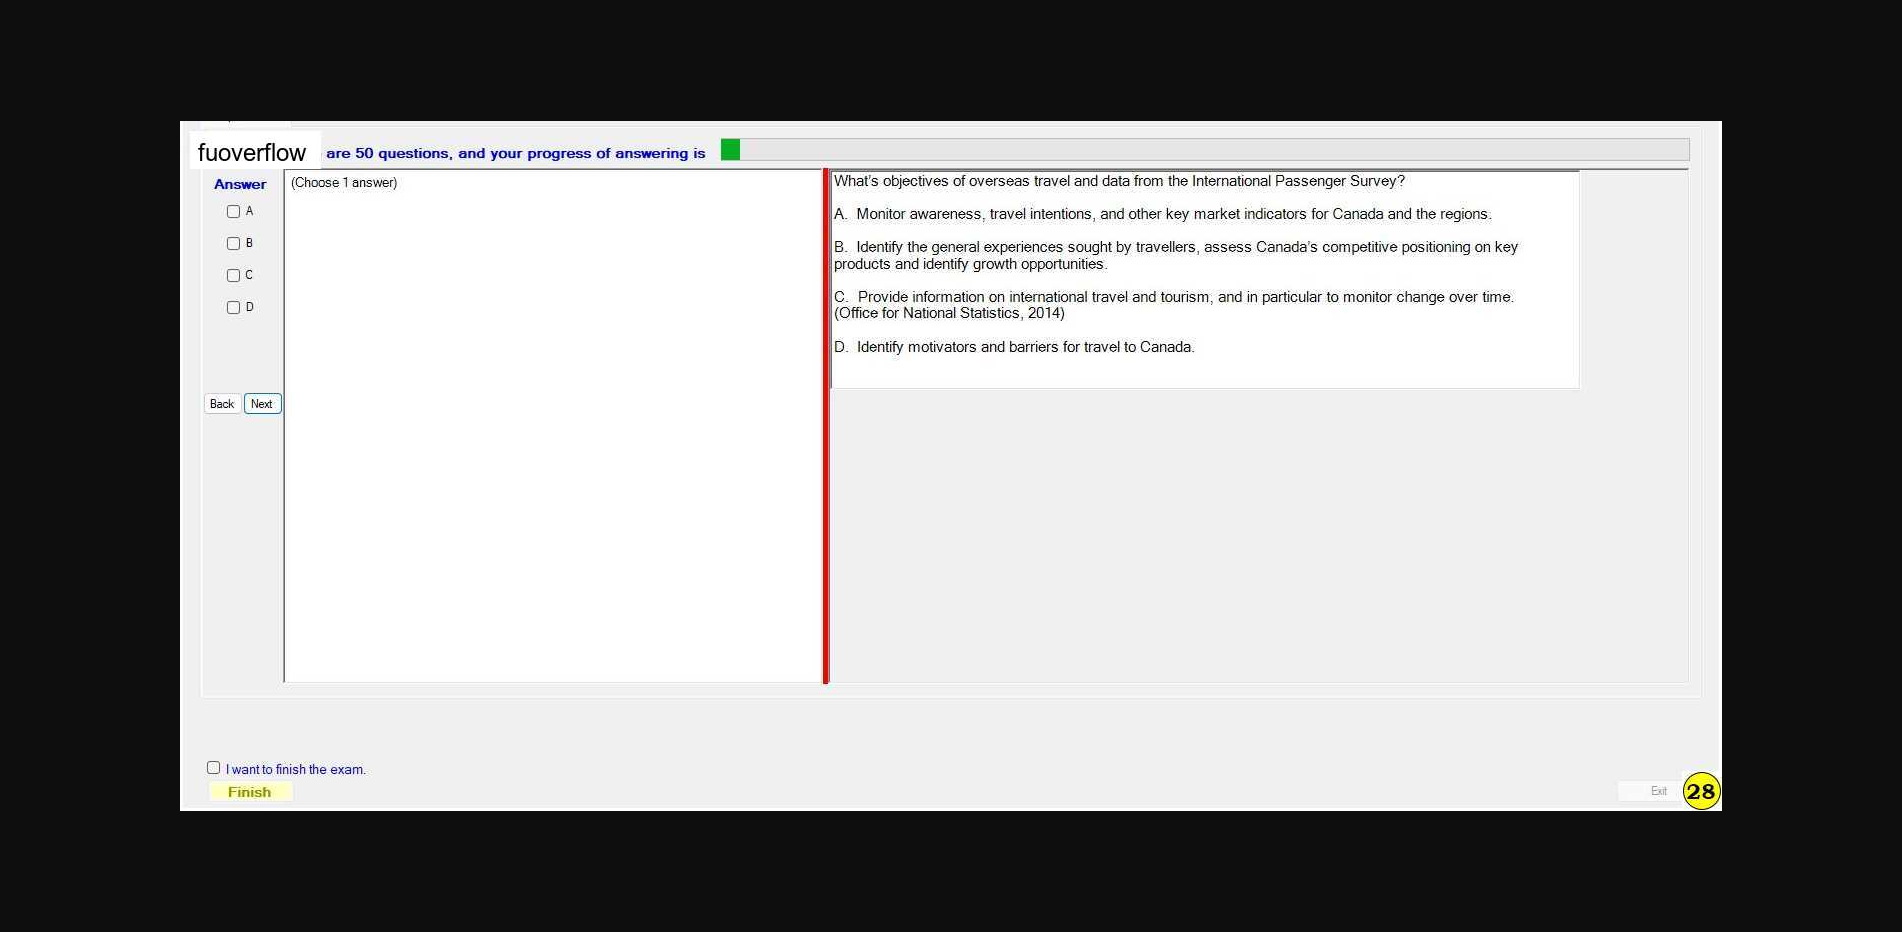 fuoverflow are 50 questions, and your progress of answering is
Answer
(Choose 1 answer)
A
B
C
D
Back Next
What's objectives of overseas travel and data from the International Passenger Survey?
A. Monitor awareness, travel intentions, and other key market indicators for Canada and the regions.
B. Identify the general experiences sought by travellers, assess Canada's competitive positioning on key
products and identify growth opportunities.
C. Provide information on international travel and tourism, and in particular to monitor change over time.
(Office for National Statistics, 2014)
D. Identify motivators and barriers for travel to Canada.
I want to finish the exam.
Finish
Exit
28